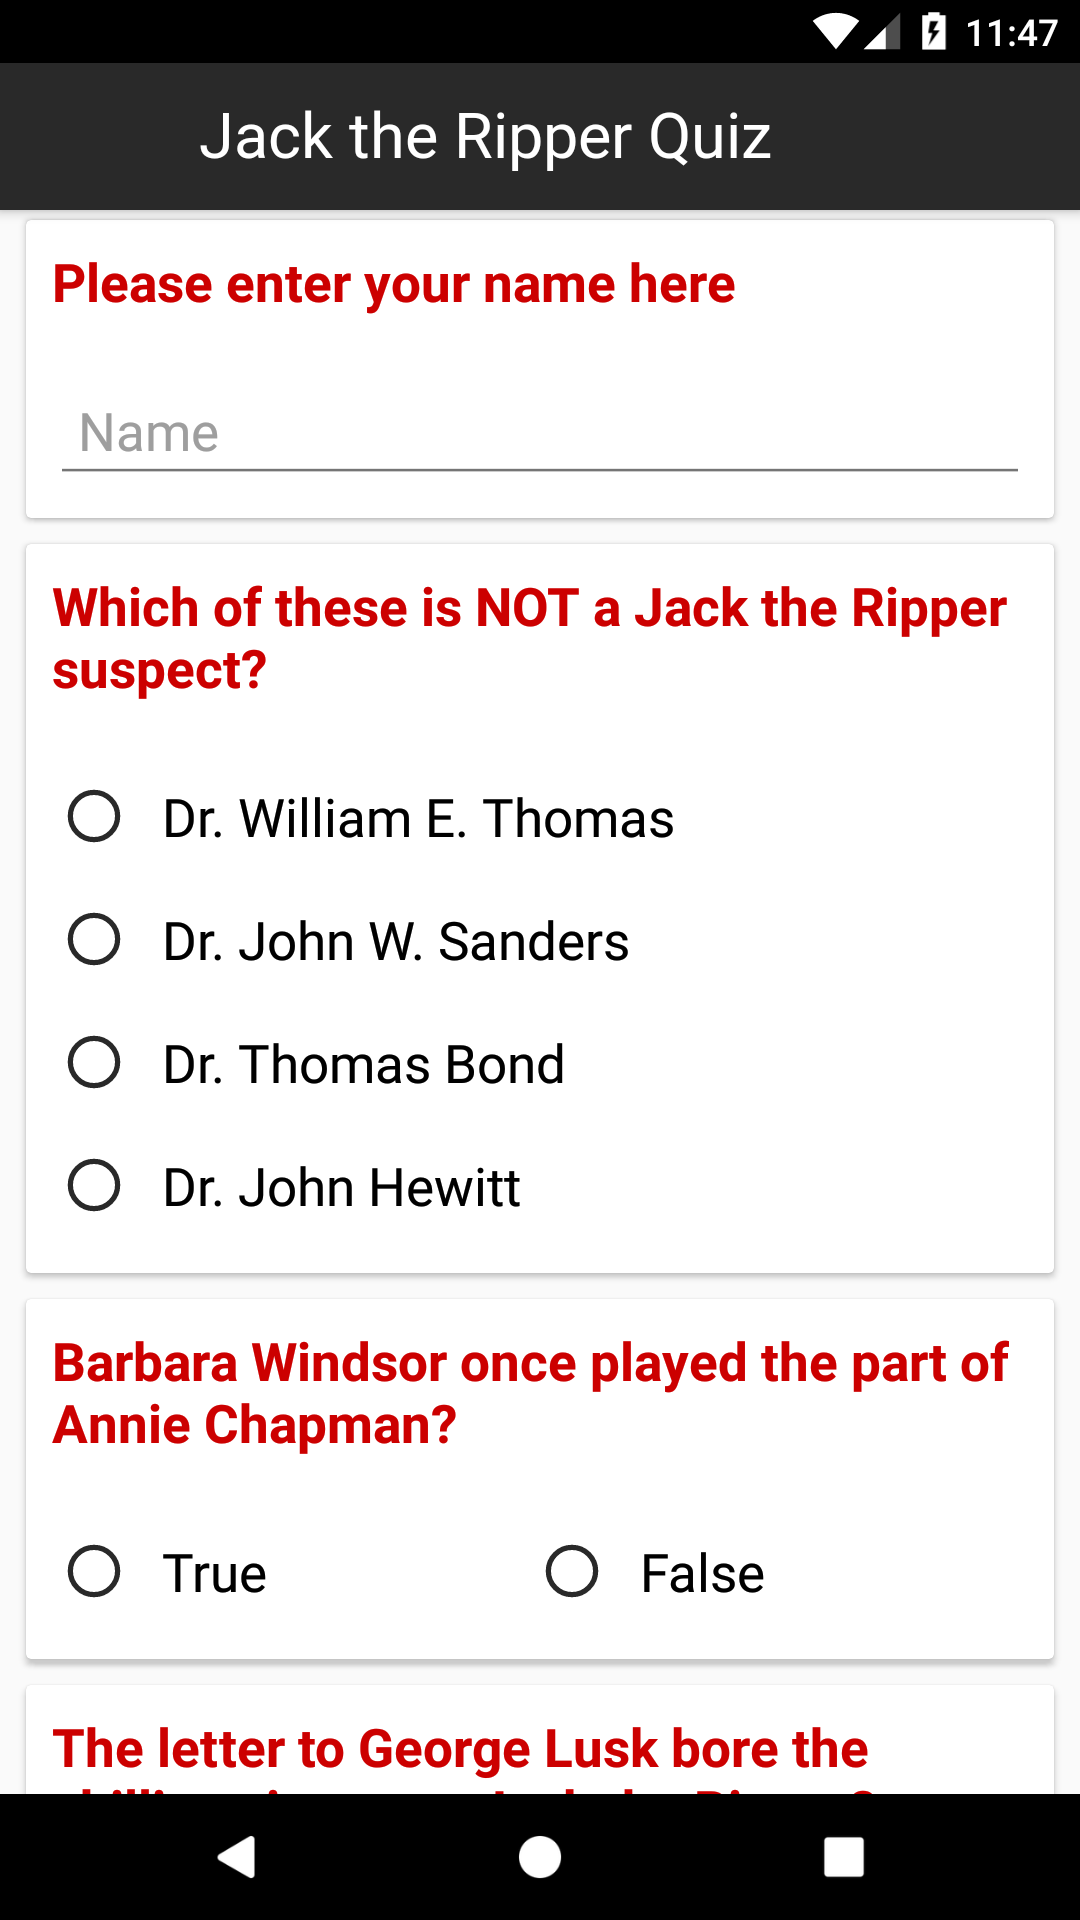 11:47
Jack the Ripper Quiz
Please enter your name here
Name
Which of these is NOT a Jack the Ripper
suspect?
Dr. William E. Thomas
Dr. John W. Sanders
Dr. Thomas Bond
Dr. John Hewitt
Barbara Windsor once played the part of
Annie Chapman?
True
False
The letter to George Lusk bore the